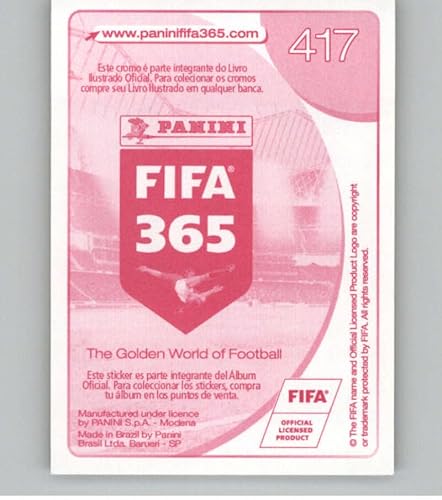 www.paninififa365.com
417
Este cromo é parte integrante do Livro
Ilustrado Oficial. Para colecionar os cromos
compre seu Livro Ilustrado em qualquer banca.
PANINI
FIFA®
365
The Golden World of Football
Este sticker es parte integrante del Álbum
Oficial. Para coleccionar los stickers, compra
tu álbum en los puntos de venta.
Manufactured under licence
by PANINI S.p.A. - Modena
Made in Brazil by Panini
Brasil Ltda, Barueri - SP
FIFA®
OFFICIAL
LICENSED
PRODUCT
© The FIFA name and Official Licensed Product Logo are copyright
or trademark protected by FIFA. All rights reserved.